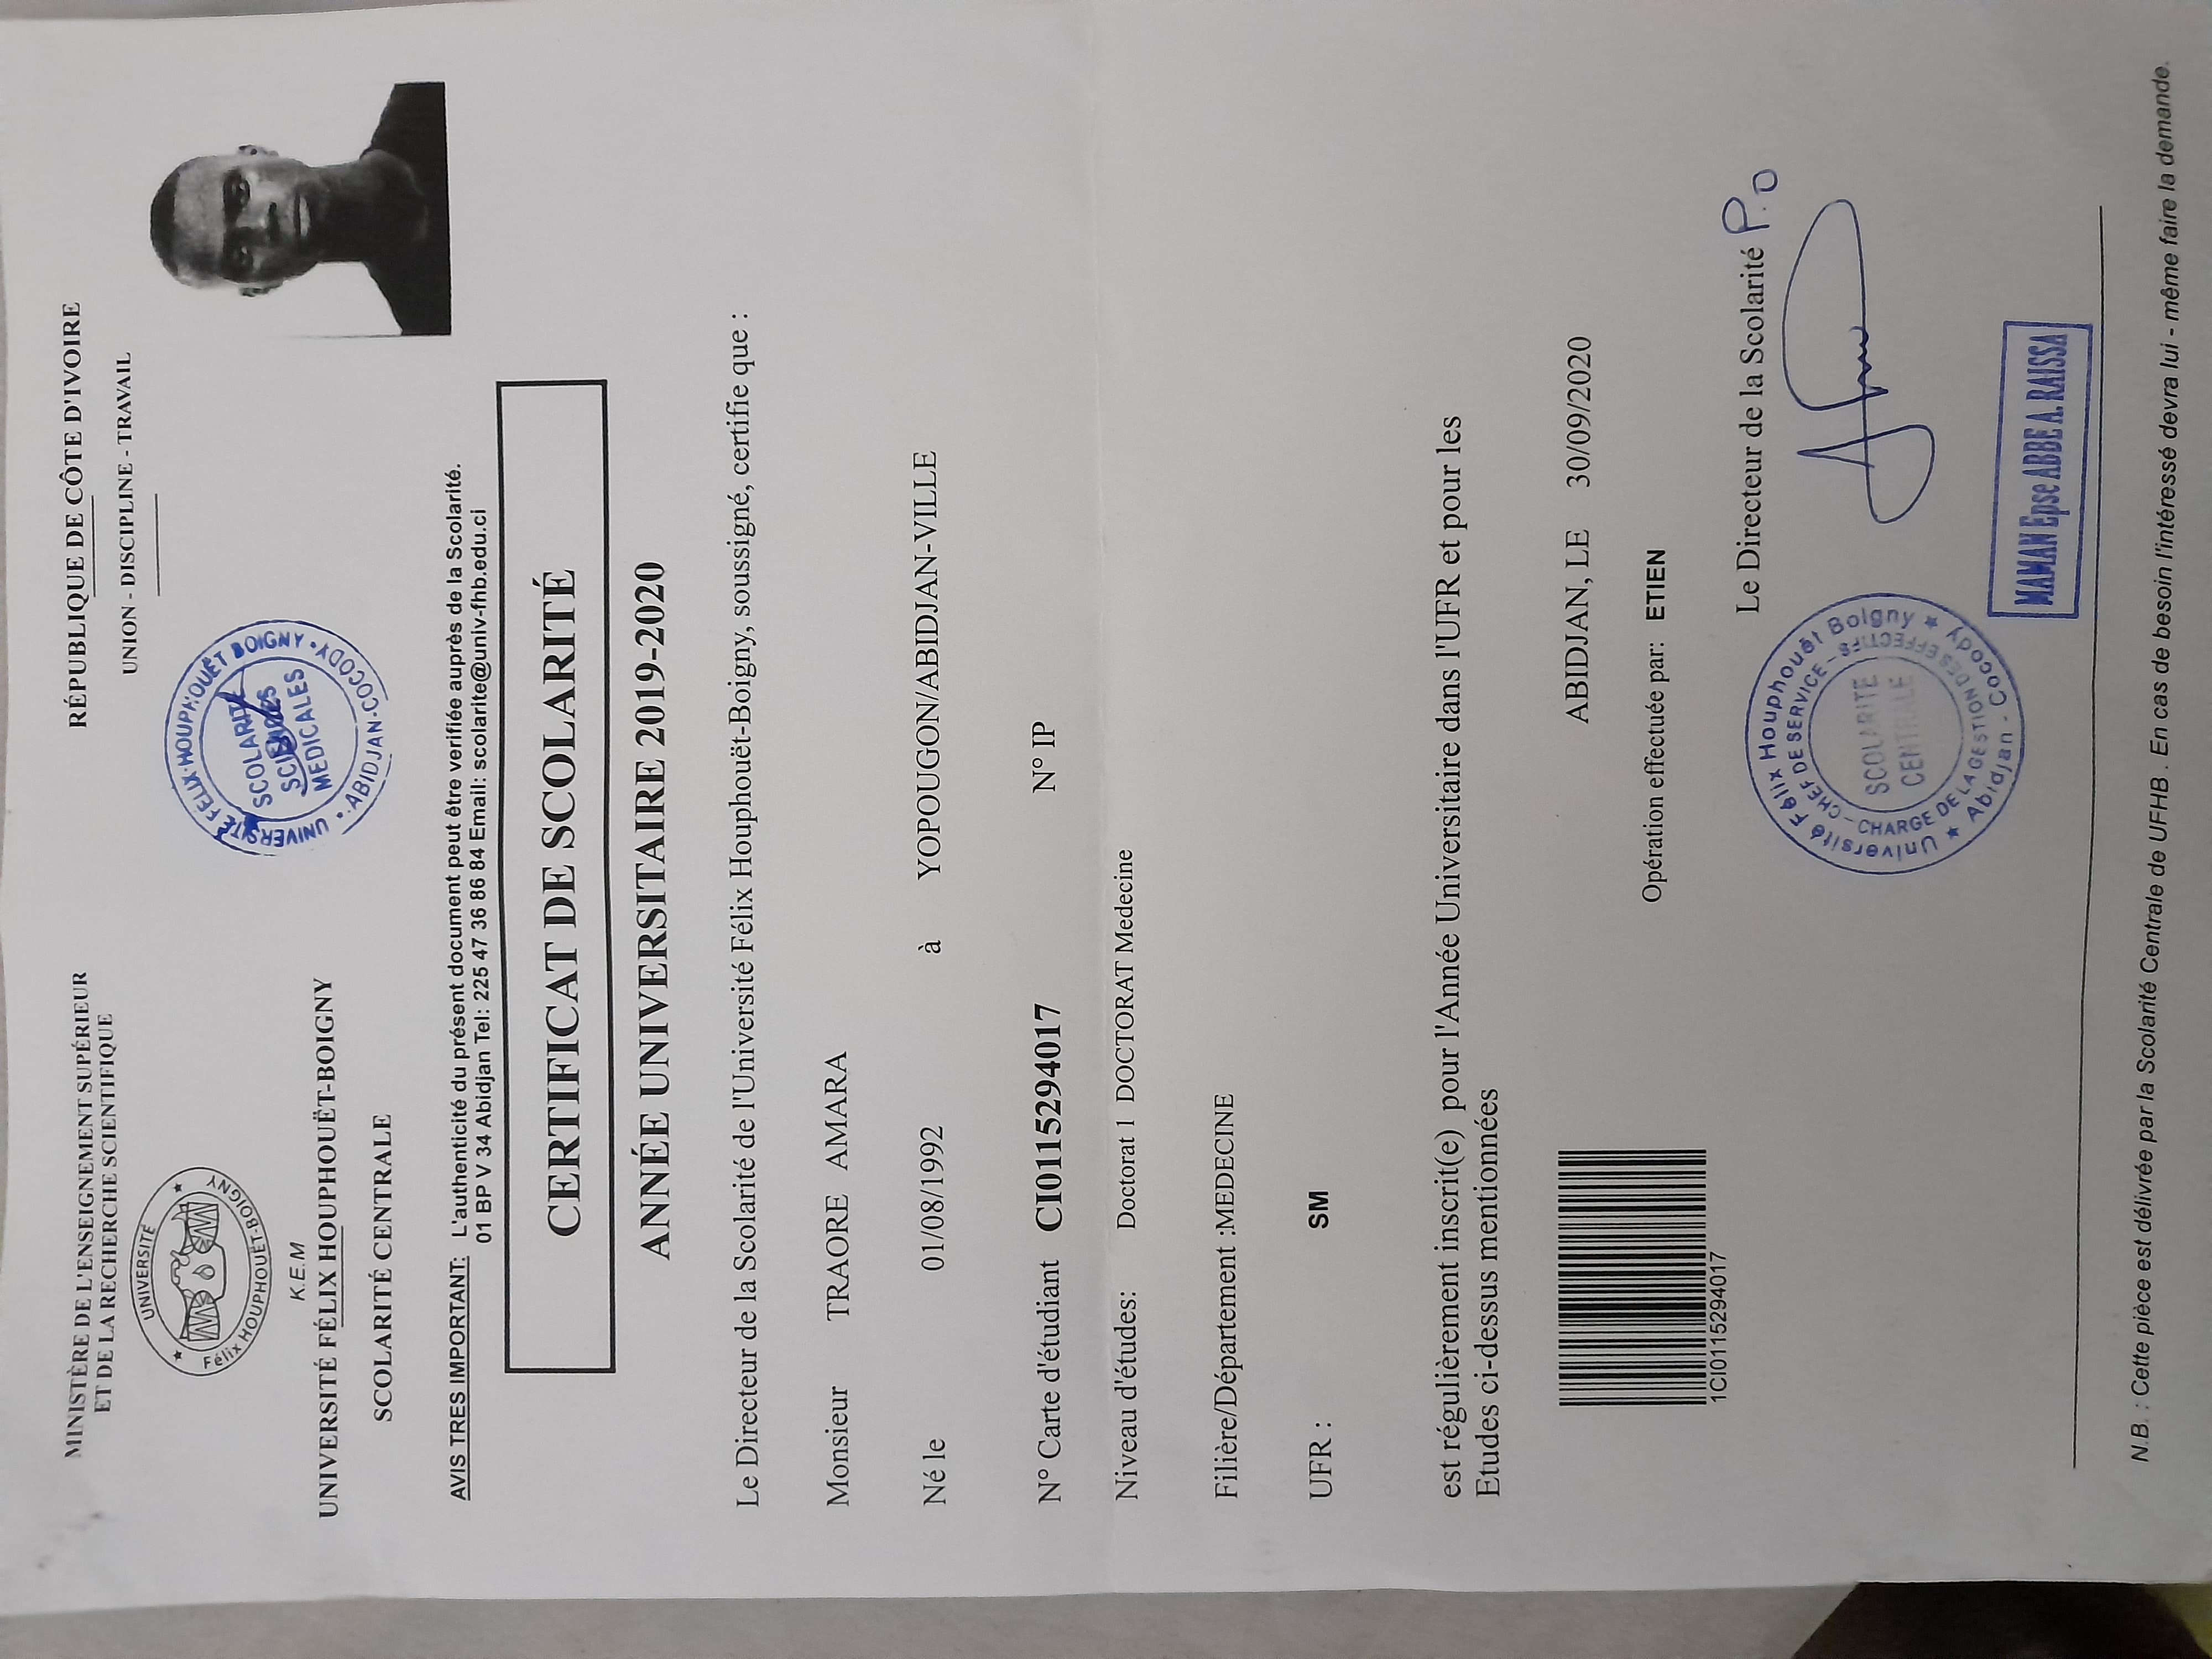 MINISTÈRE DE L'ENSEIGNEMENT SUPÉRIEUR
ET DE LA RECHERCHE SCIENTIFIQUE
UNIVERSITÉ
Félix HOUPHOUËT-BOIGNY
K.E.M
UNIVERSITÉ FÉLIX HOUPHOUËT-BOIGNY
SCOLARITÉ CENTRALE
RÉPUBLIQUE DE CÔTE D'IVOIRE
UNION - DISCIPLINE - TRAVAIL
UNIVERSITÉ FELIX HOUPHOUËT BOIGNY
SCOLARITE
SCIENCES
MEDICALES
ABIDJAN-COCODY
AVIS TRES IMPORTANT: L'authenticité du présent document peut être verifiée auprès de la Scolarité.
01 BP V 34 Abidjan Tel: 225 47 36 86 84 Email: scolarite@univ-fhb.edu.ci
CERTIFICAT DE SCOLARITÉ
ANNÉE UNIVERSITAIRE 2019-2020
Le Directeur de la Scolarité de l'Université Félix Houphouët-Boigny, soussigné, certifie que :
Monsieur TRAORE AMARA
Né le 01/08/1992 à YOPOUGON/ABIDJAN-VILLE
N° Carte d'étudiant CI0115294017 N° IP
Niveau d'études: Doctorat 1 DOCTORAT Medecine
Filière/Département :MEDECINE
UFR : SM
est régulièrement inscrit(e) pour l'Année Universitaire dans l'UFR et pour les
Etudes ci-dessus mentionnées
ABIDJAN, LE 30/09/2020
Opération effectuée par: ETIEN
1CI0115294017
Le Directeur de la Scolarité P.O
Université Félix Houphouët Boigny
CHEF DE SERVICE
CHARGE DE LA GESTION DES EFFECTIFS
SCOLARITE
CENTRALE
Abidjan - Cocody
MAMAN Epse ABBE A. RAISSA
N.B. : Cette pièce est délivrée par la Scolarité Centrale de UFHB . En cas de besoin l'intéressé devra lui - même faire la demande.